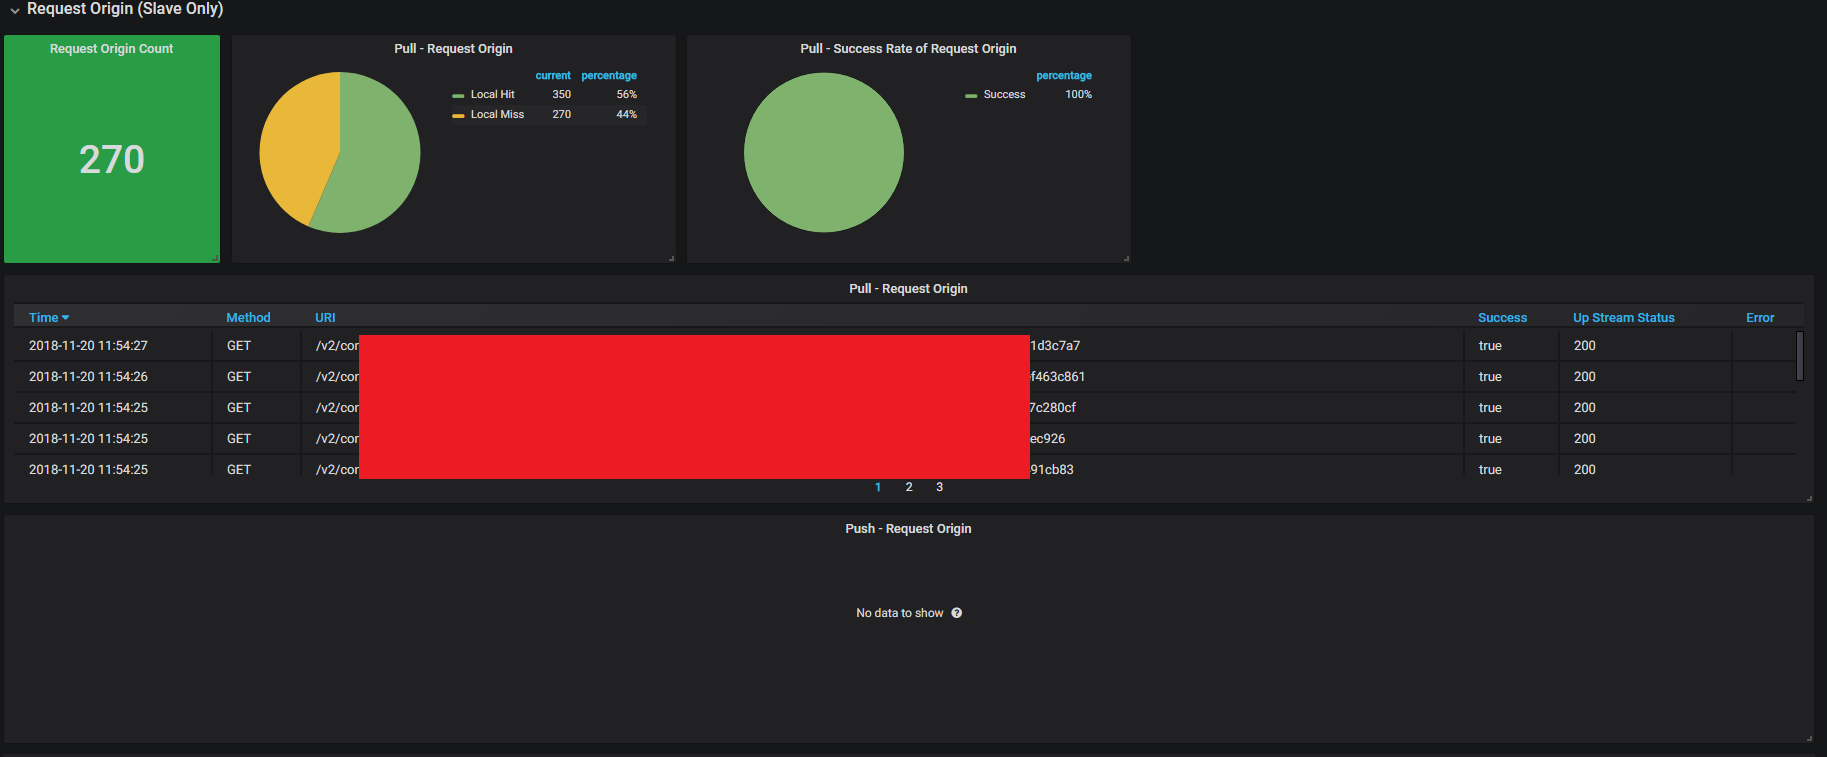 Request Origin (Slave Only)
Request Origin Count
270
Pull - Request Origin
current percentage
Local Hit 350 56%
Local Miss 270 44%
Pull - Success Rate of Request Origin
percentage
Success 100%
Pull - Request Origin
Time Method URI Success Up Stream Status Error
2018-11-20 11:54:27 GET /v2/cor 1d3c7a7 true 200
2018-11-20 11:54:26 GET /v2/cor f463c861 true 200
2018-11-20 11:54:25 GET /v2/cor 7c280cf true 200
2018-11-20 11:54:25 GET /v2/cor ec926 true 200
2018-11-20 11:54:25 GET /v2/cor 91cb83 true 200
1 2 3
Push - Request Origin
No data to show ?